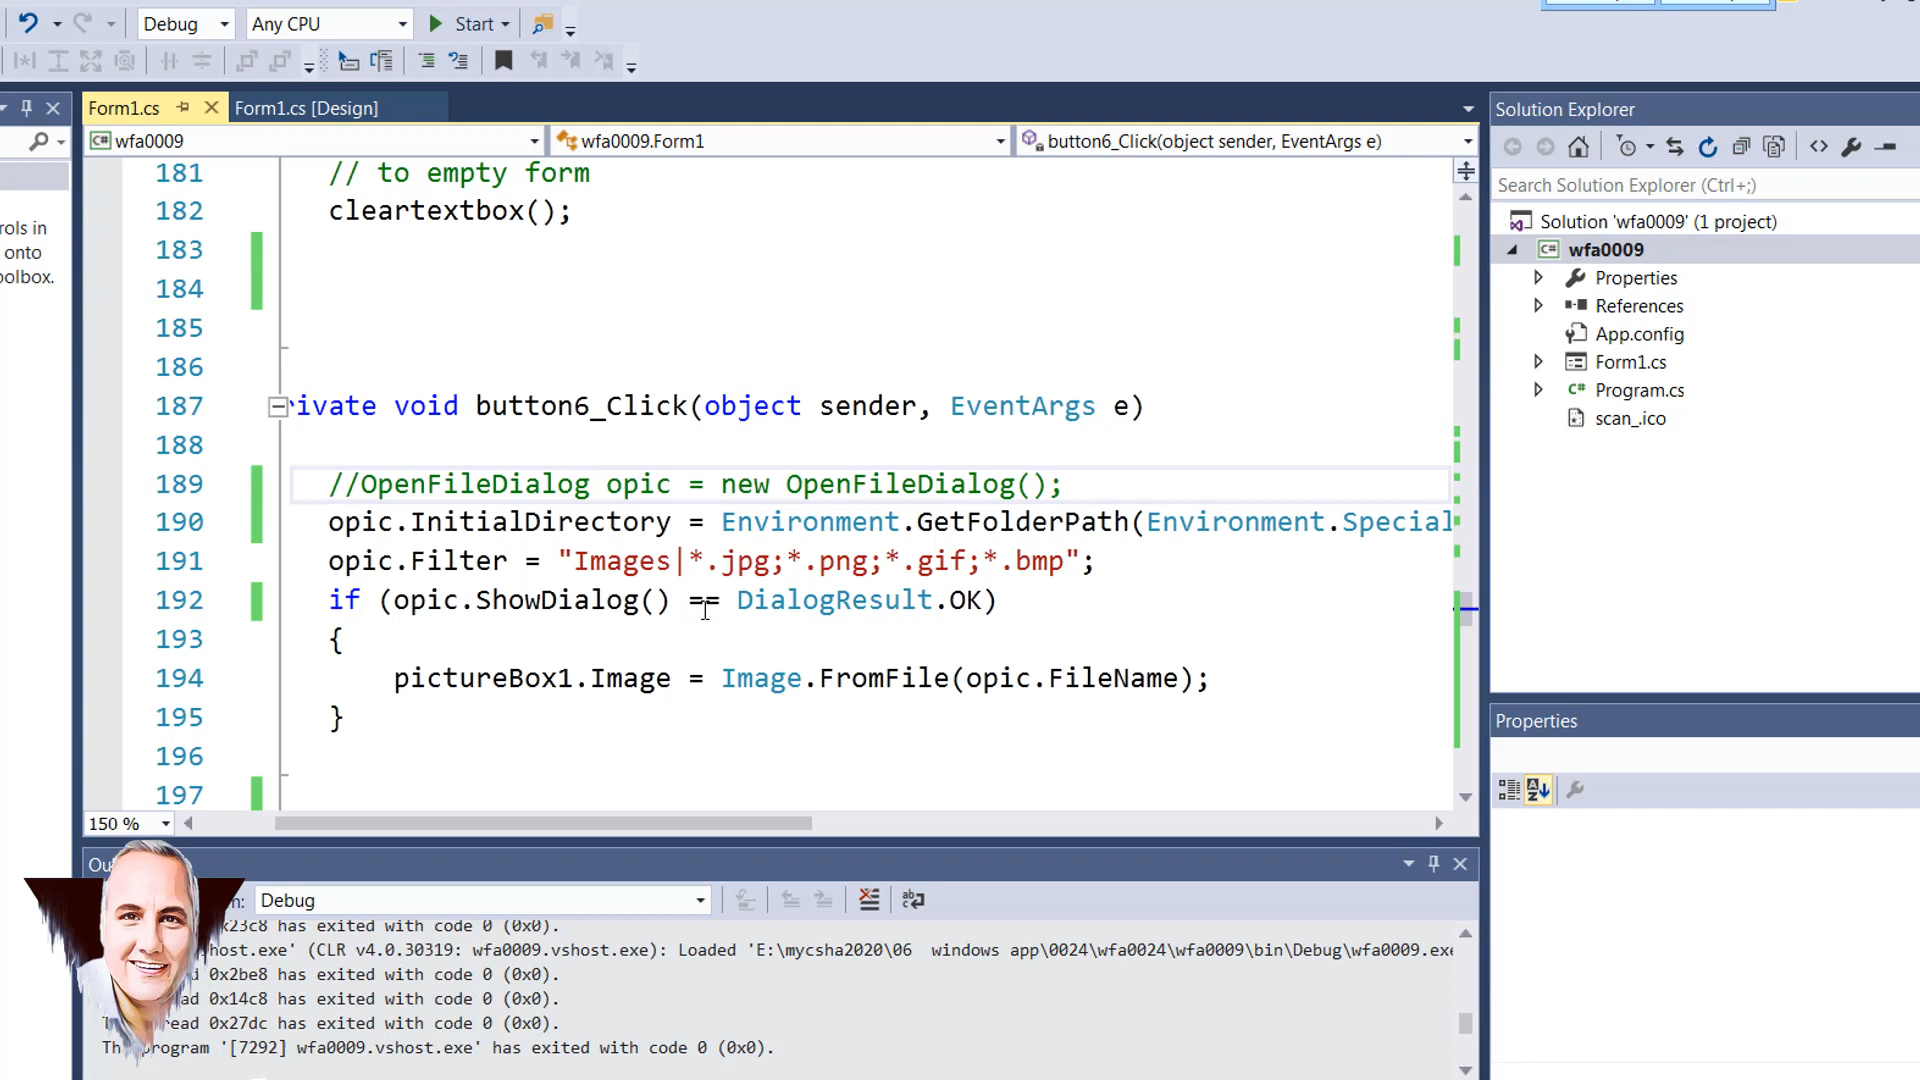 Debug
Any CPU
Start
Form1.cs
Form1.cs [Design]
wfa0009
wfa0009.Form1
button6_Click(object sender, EventArgs e)
rols in
onto
oolbox.
181 // to empty form
182 cleartextbox();
183
184
185
186
187 rivate void button6_Click(object sender, EventArgs e)
188
189 //OpenFileDialog opic = new OpenFileDialog();
190 opic.InitialDirectory = Environment.GetFolderPath(Environment.Special
191 opic.Filter = "Images|*.jpg;*.png;*.gif;*.bmp";
192 if (opic.ShowDialog() == DialogResult.OK)
193 {
194 pictureBox1.Image = Image.FromFile(opic.FileName);
195 }
196
197
150 %
Solution Explorer
Search Solution Explorer (Ctrl+;)
Solution 'wfa0009' (1 project)
C# wfa0009
Properties
References
App.config
Form1.cs
C# Program.cs
scan_.ico
Properties
Ou
m: Debug
0x23c8 has exited with code 0 (0x0).
shost.exe' (CLR v4.0.30319: wfa0009.vshost.exe): Loaded 'E:\mycsha2020\06  windows app\0024\wfa0024\wfa0009\bin\Debug\wfa0009.exe
d 0x2be8 has exited with code 0 (0x0).
ad 0x14c8 has exited with code 0 (0x0).
read 0x27dc has exited with code 0 (0x0).
The program '[7292] wfa0009.vshost.exe' has exited with code 0 (0x0).